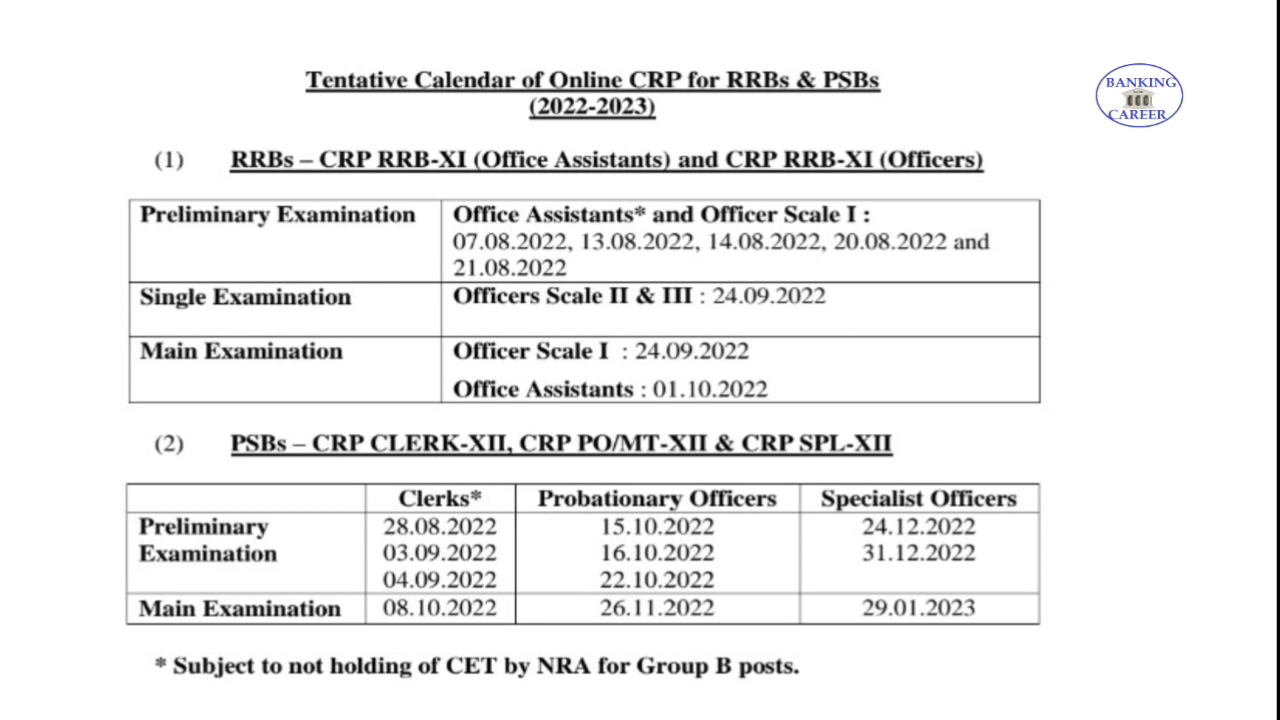 Tentative Calendar of Online CRP for RRBs & PSBs
(2022-2023)
BANKING
CAREER
(1) RRBs – CRP RRB-XI (Office Assistants) and CRP RRB-XI (Officers)
Preliminary Examination Office Assistants* and Officer Scale I :
07.08.2022, 13.08.2022, 14.08.2022, 20.08.2022 and
21.08.2022
Single Examination Officers Scale II & III : 24.09.2022
Main Examination Officer Scale I : 24.09.2022
Office Assistants : 01.10.2022
(2) PSBs – CRP CLERK-XII, CRP PO/MT-XII & CRP SPL-XII
Clerks* Probationary Officers Specialist Officers
Preliminary 28.08.2022 15.10.2022 24.12.2022
Examination 03.09.2022 16.10.2022 31.12.2022
04.09.2022 22.10.2022
Main Examination 08.10.2022 26.11.2022 29.01.2023
* Subject to not holding of CET by NRA for Group B posts.